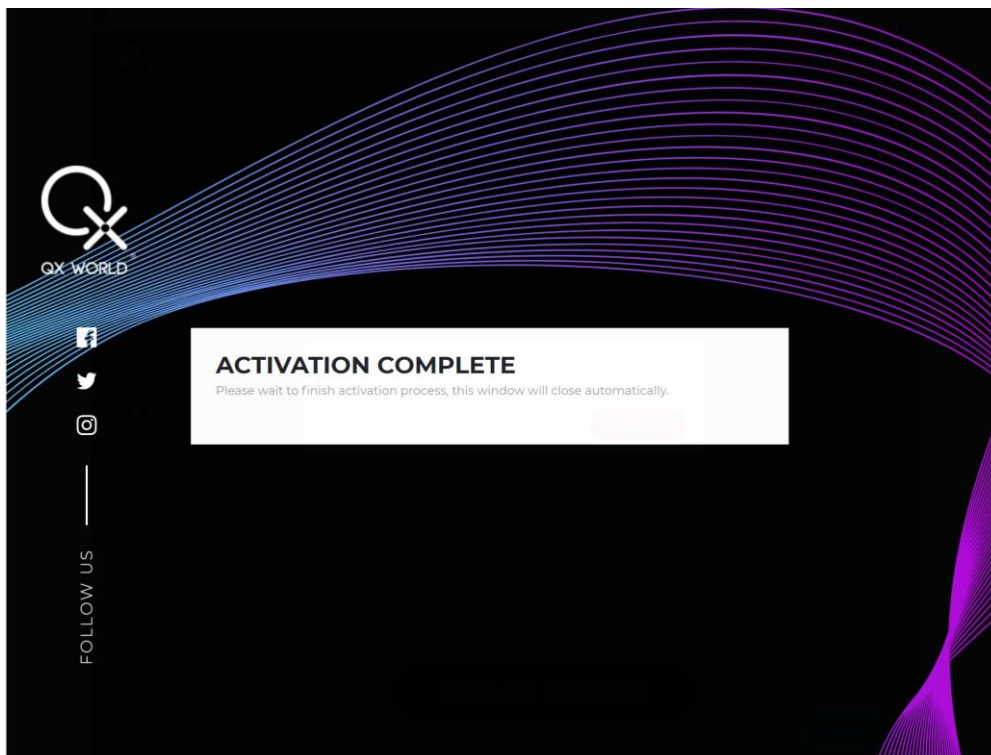 QX WORLD
ACTIVATION COMPLETE
Please wait to finish activation process, this window will close automatically.
FOLLOW US